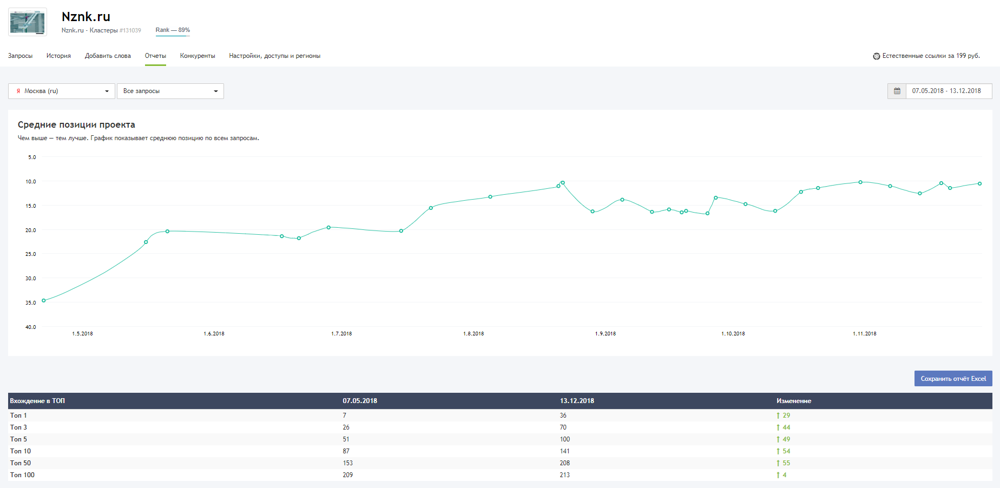 Nznk.ru
Nznk.ru - Кластеры #131039 Rank — 89%
Запросы История Добавить слова Отчеты Конкуренты Настройки, доступы и регионы Естественные ссылки за 199 руб.
Я Москва (ru) Все запросы 07.05.2018 - 13.12.2018
Средние позиции проекта
Чем выше — тем лучше. График показывает среднюю позицию по всем запросам.
5.0
10.0
15.0
20.0
25.0
30.0
35.0
40.0
1.5.2018 1.6.2018 1.7.2018 1.8.2018 1.9.2018 1.10.2018 1.11.2018
Сохранить отчёт Excel
Вхождение в ТОП 07.05.2018 13.12.2018 Изменение
Топ 1 7 36 ↑ 29
Топ 3 26 70 ↑ 44
Топ 5 51 100 ↑ 49
Топ 10 87 141 ↑ 54
Топ 50 153 208 ↑ 55
Топ 100 209 213 ↑ 4